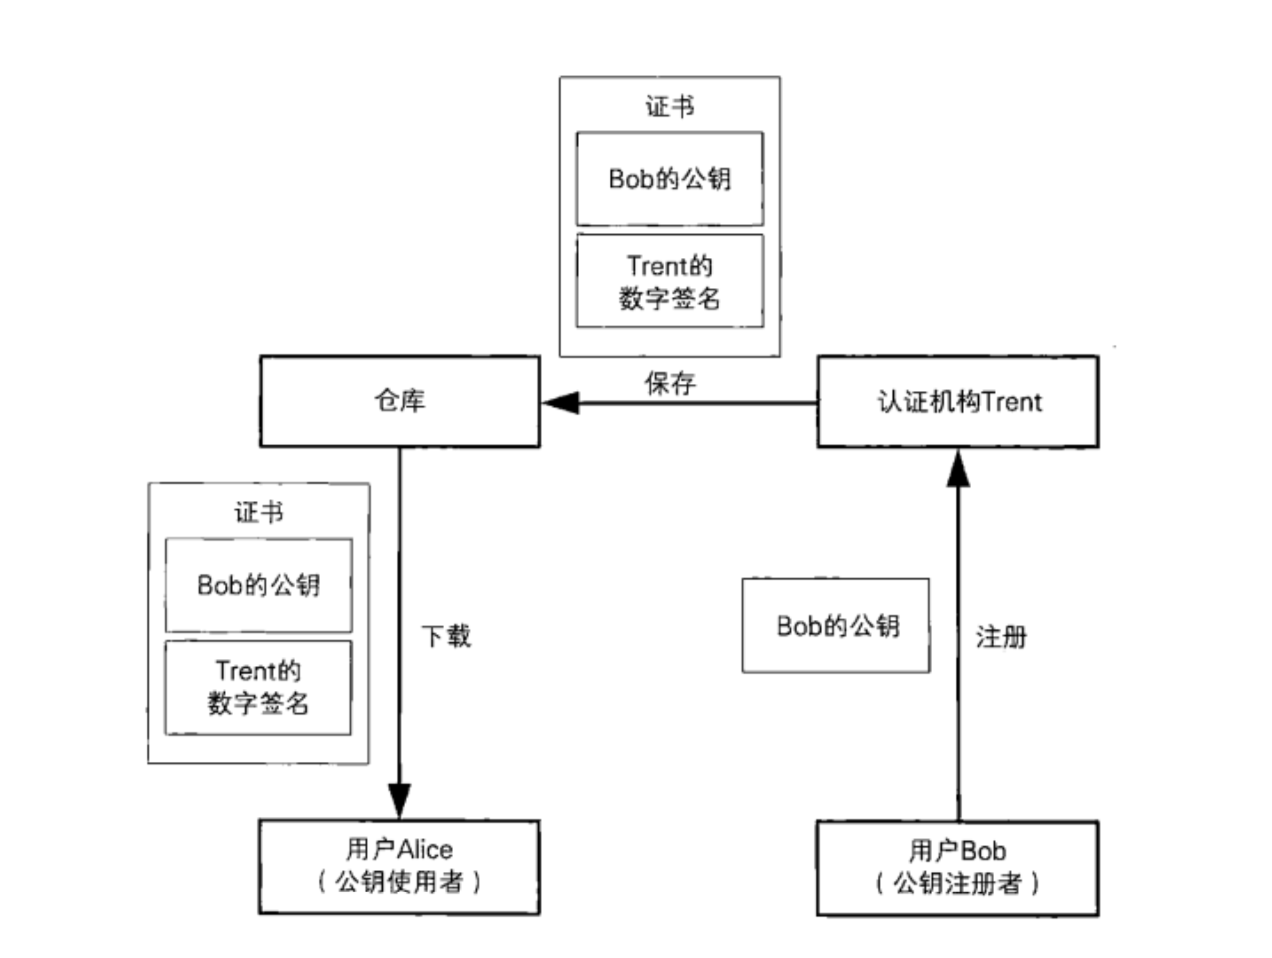 证书
Bob的公钥
Trent的
数字签名
仓库
保存
认证机构Trent
证书
Bob的公钥
Trent的
数字签名
下载
Bob的公钥
注册
用户Alice
（公钥使用者）
用户Bob
（公钥注册者）